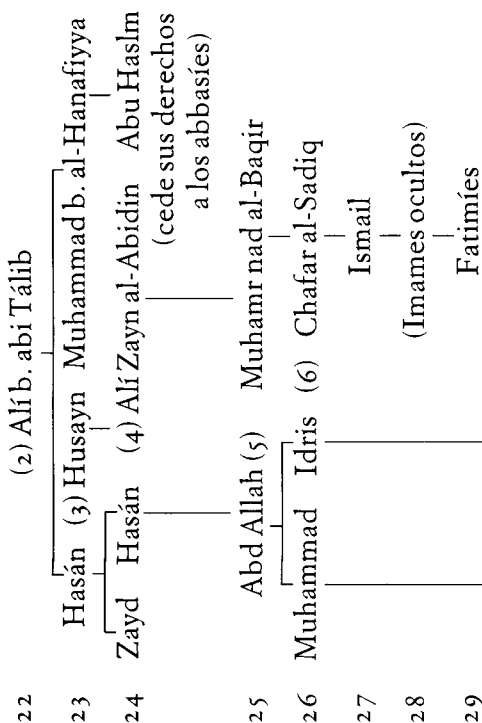 22 (2) Alí b. abi Tálib
23 Hasán (3) Husayn Muhammad b. al-Hanafiyya
24 Zayd Hasán (4) Alí Zayn al-Abidin Abu Haslm
(cede sus derechos
a los abbasíes)
25 Abd Allah (5) Muhamr nad al-Baqir
26 Muhammad Idris (6) Chafar al-Sadiq
27 Ismail
28 (Imames ocultos)
29 Fatimíes